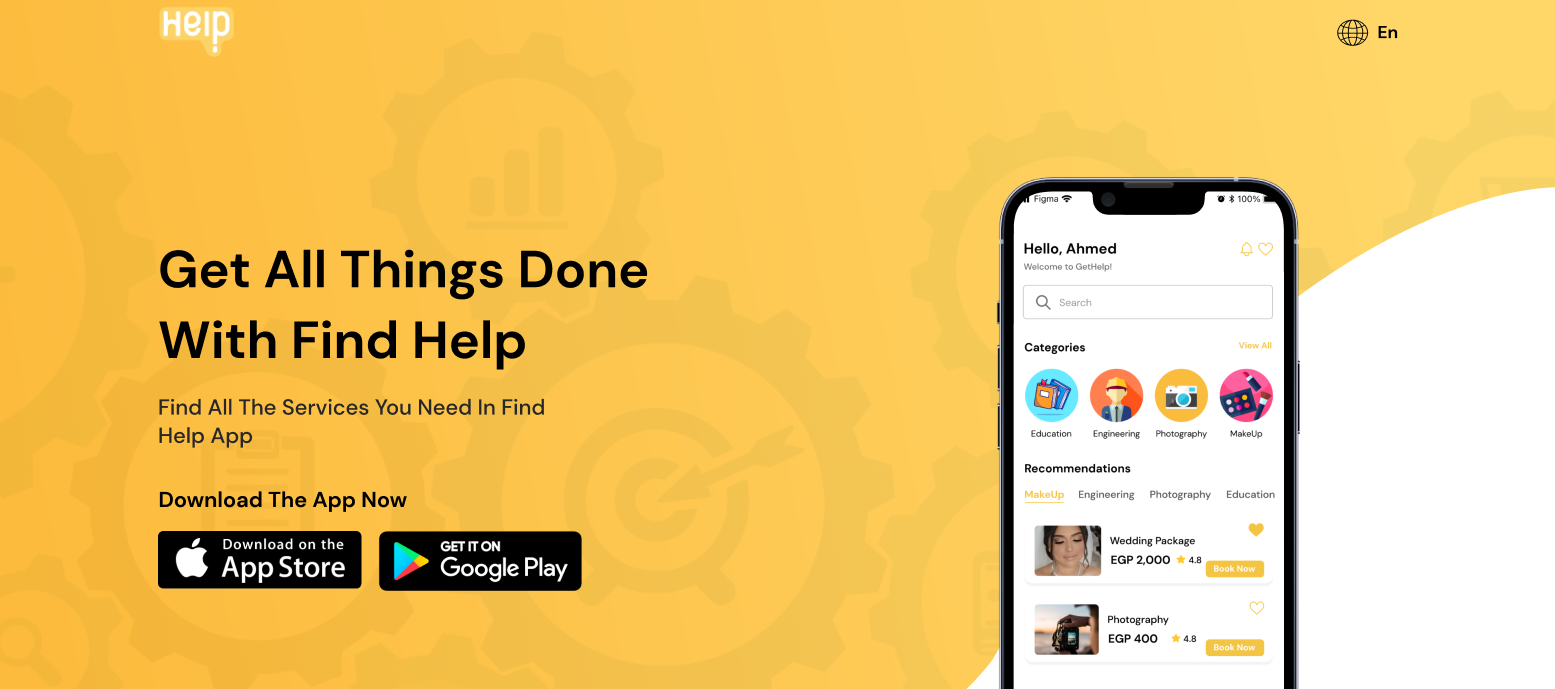 Help
En
Get All Things Done
With Find Help
Find All The Services You Need In Find
Help App
Download The App Now
Download on the
App Store
GET IT ON
Google Play
Figma
100%
Hello, Ahmed
Welcome to GetHelp!
Search
Categories
View All
Education
Engineering
Photography
MakeUp
Recommendations
MakeUp Engineering Photography Education
Wedding Package
EGP 2,000 4.8
Book Now
Photography
EGP 400 4.8
Book Now